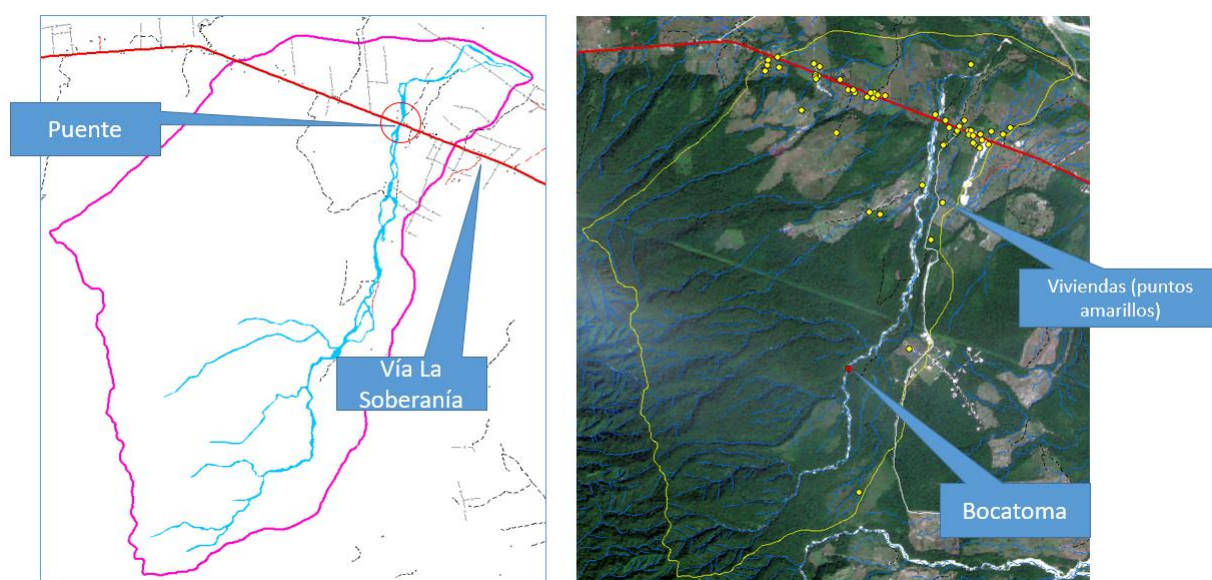 Puente
Vía La
Soberanía
Viviendas (puntos
amarillos)
Bocatoma